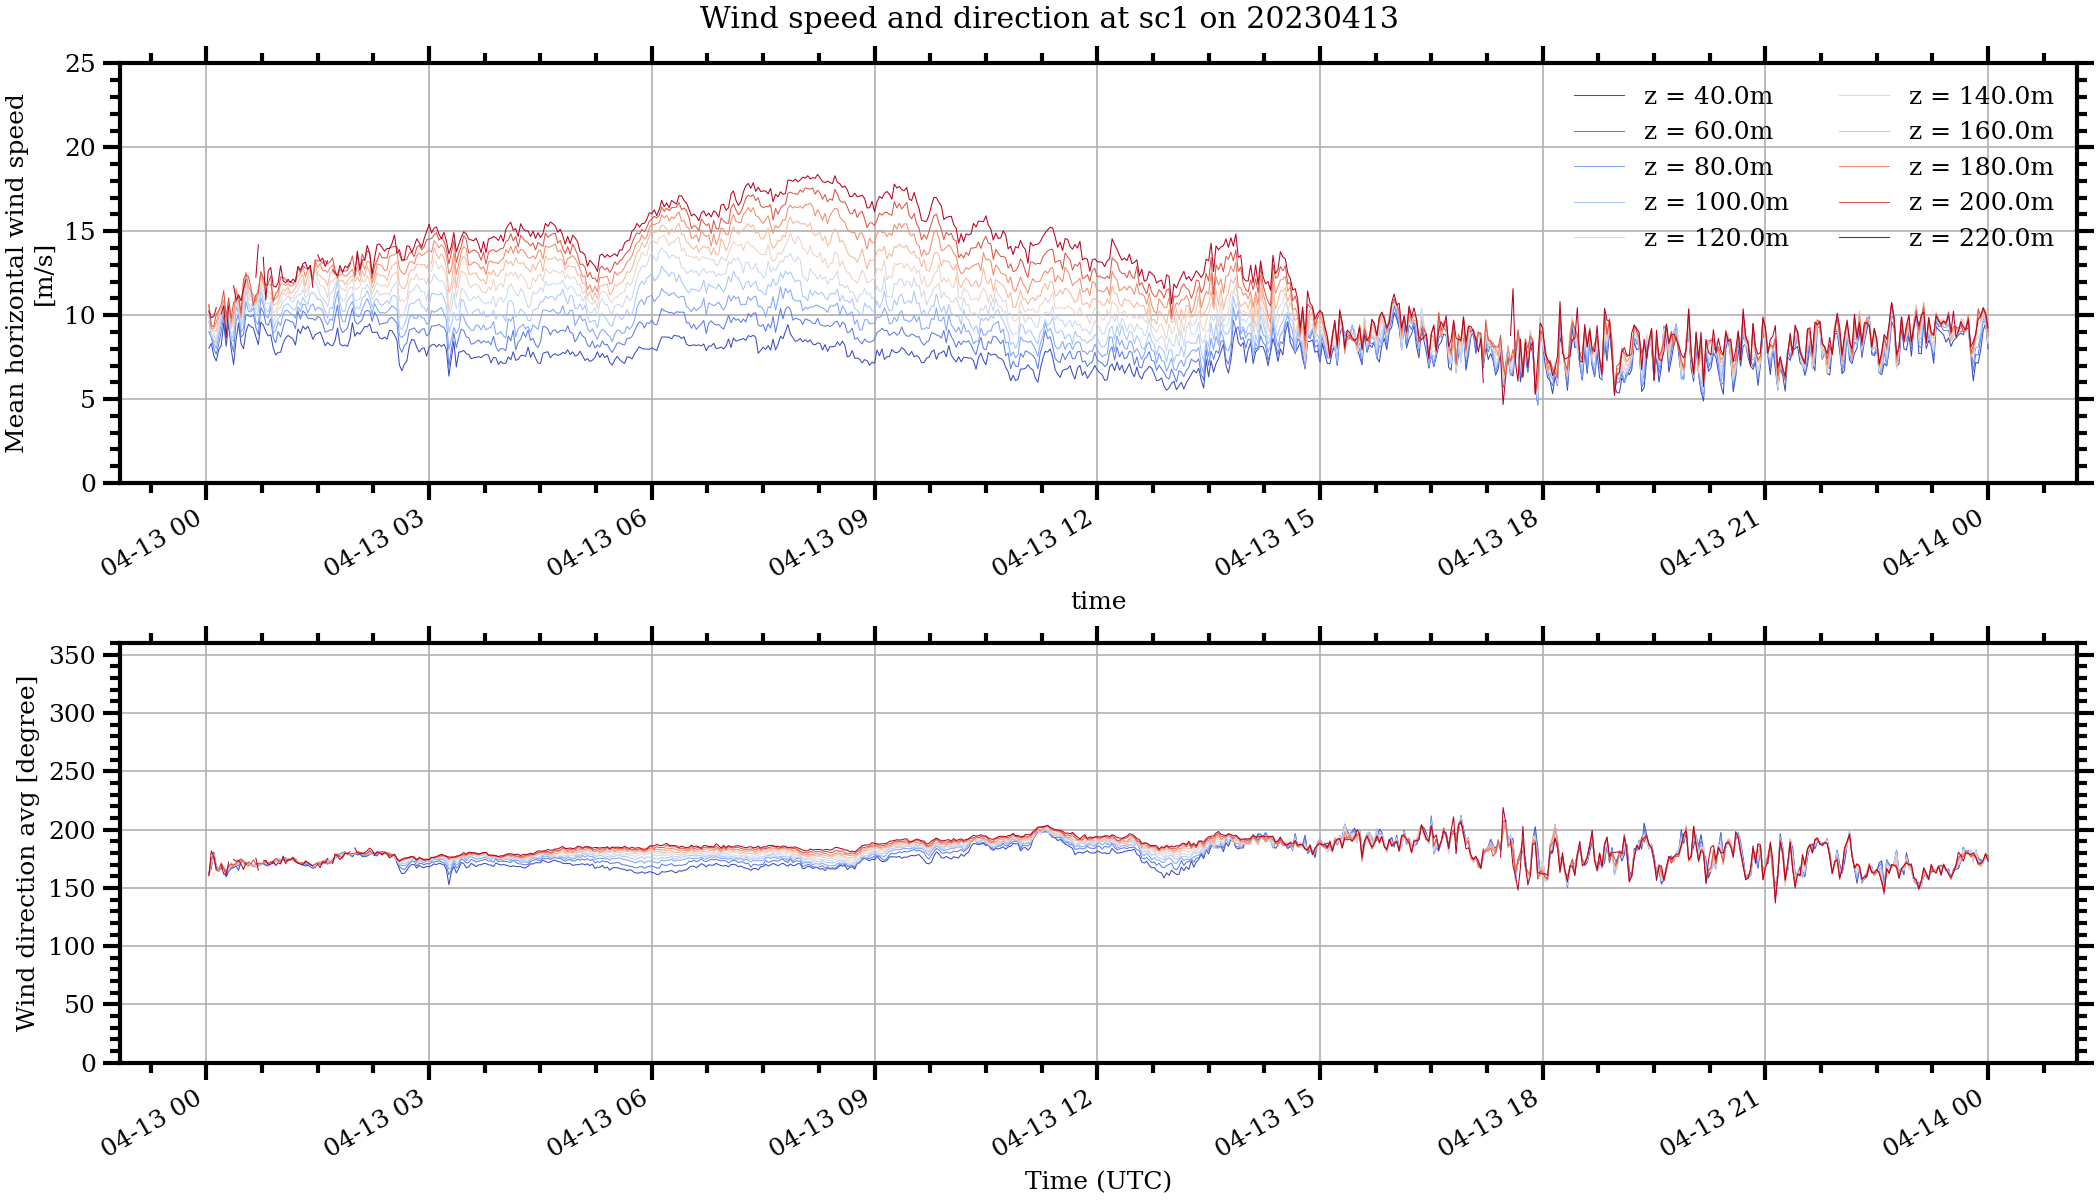 Wind speed and direction at sc1 on 20230413
Mean horizontal wind speed
[m/s]
25
20
15
10
5
0
z = 40.0m
z = 60.0m
z = 80.0m
z = 100.0m
z = 120.0m
z = 140.0m
z = 160.0m
z = 180.0m
z = 200.0m
z = 220.0m
04-13 00
04-13 03
04-13 06
04-13 09
04-13 12
04-13 15
04-13 18
04-13 21
04-14 00
time
Wind direction avg [degree]
350
300
250
200
150
100
50
0
04-13 00
04-13 03
04-13 06
04-13 09
04-13 12
04-13 15
04-13 18
04-13 21
04-14 00
Time (UTC)